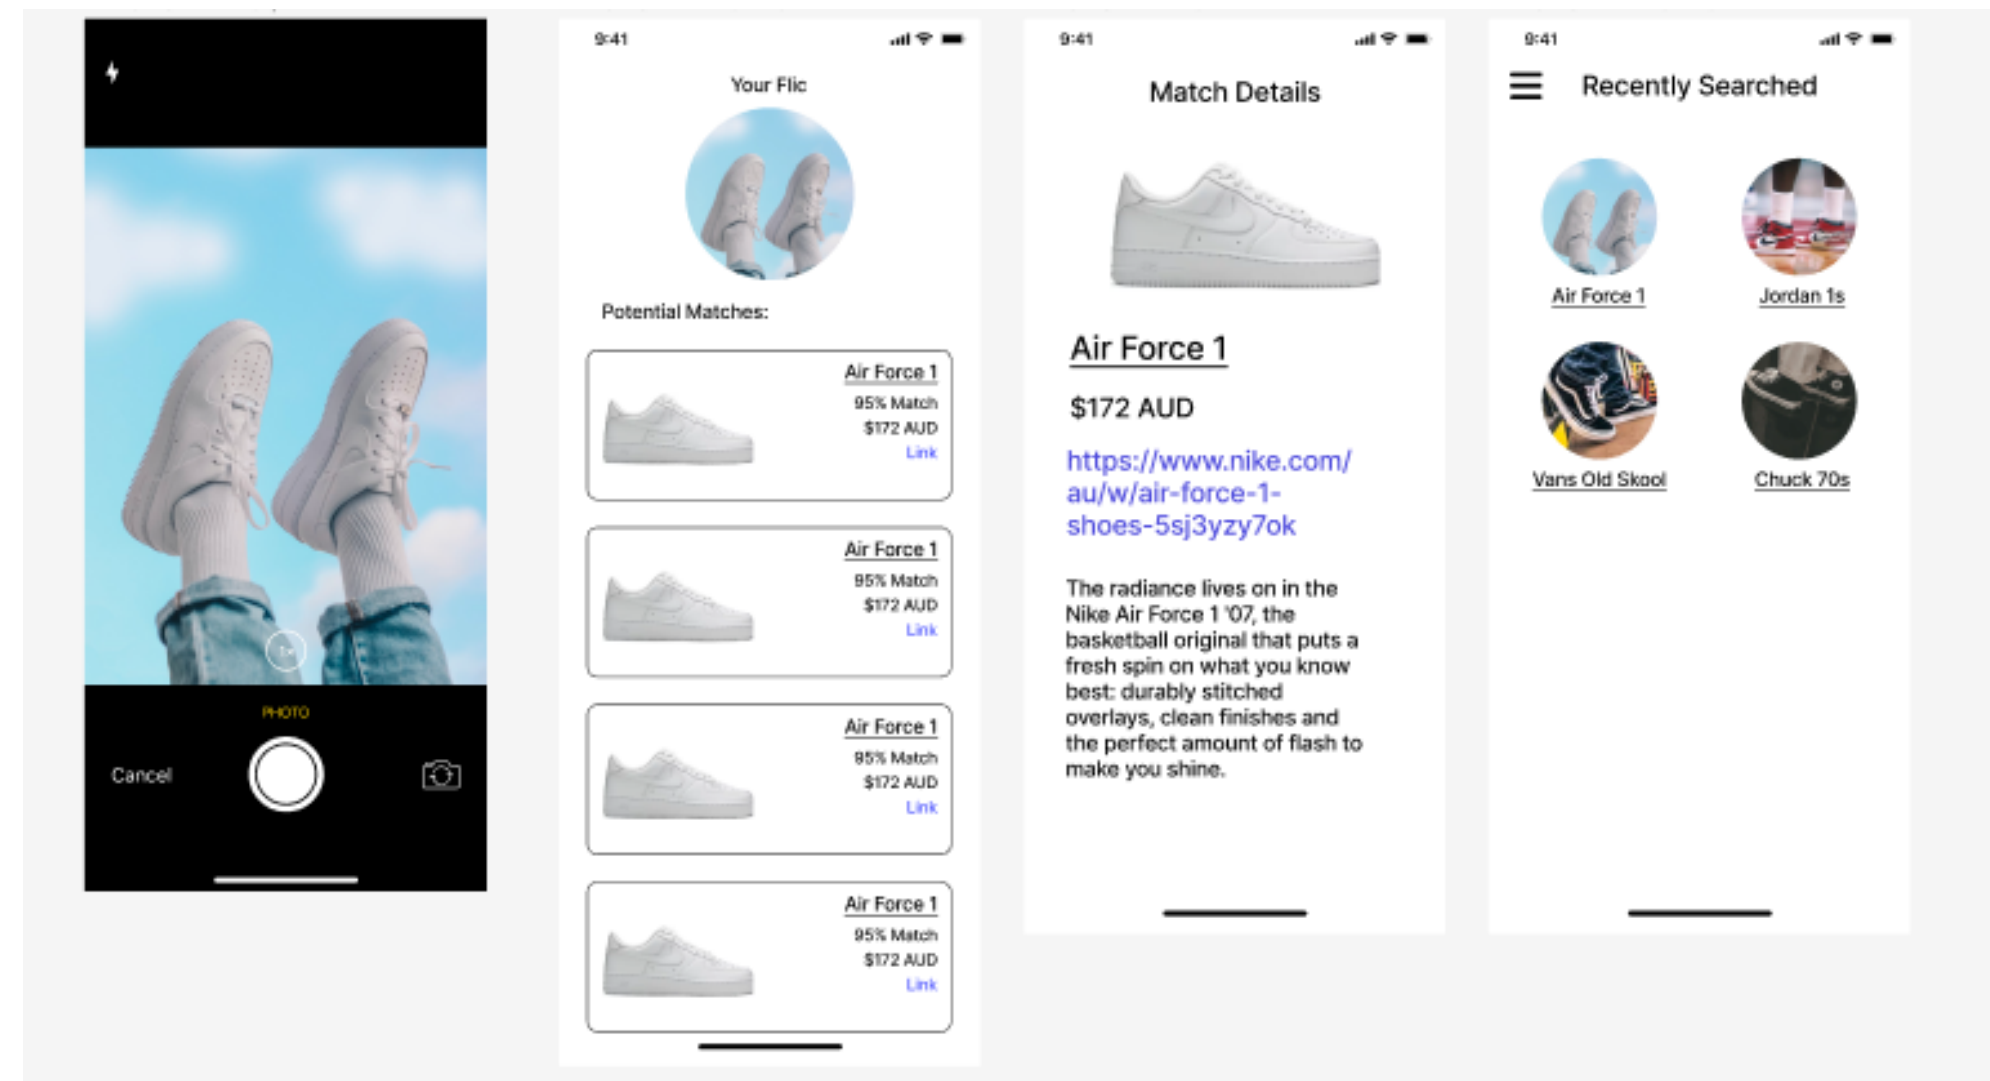 PHOTO
Cancel
9:41
Your Flic
Potential Matches:
Air Force 1
95% Match
$172 AUD
Link
Air Force 1
95% Match
$172 AUD
Link
Air Force 1
95% Match
$172 AUD
Link
Air Force 1
95% Match
$172 AUD
Link
9:41
Match Details
Air Force 1
$172 AUD
https://www.nike.com/
au/w/air-force-1-
shoes-5sj3yzy7ok
The radiance lives on in the
Nike Air Force 1 '07, the
basketball original that puts a
fresh spin on what you know
best: durably stitched
overlays, clean finishes and
the perfect amount of flash to
make you shine.
9:41
Recently Searched
Air Force 1
Jordan 1s
Vans Old Skool
Chuck 70s